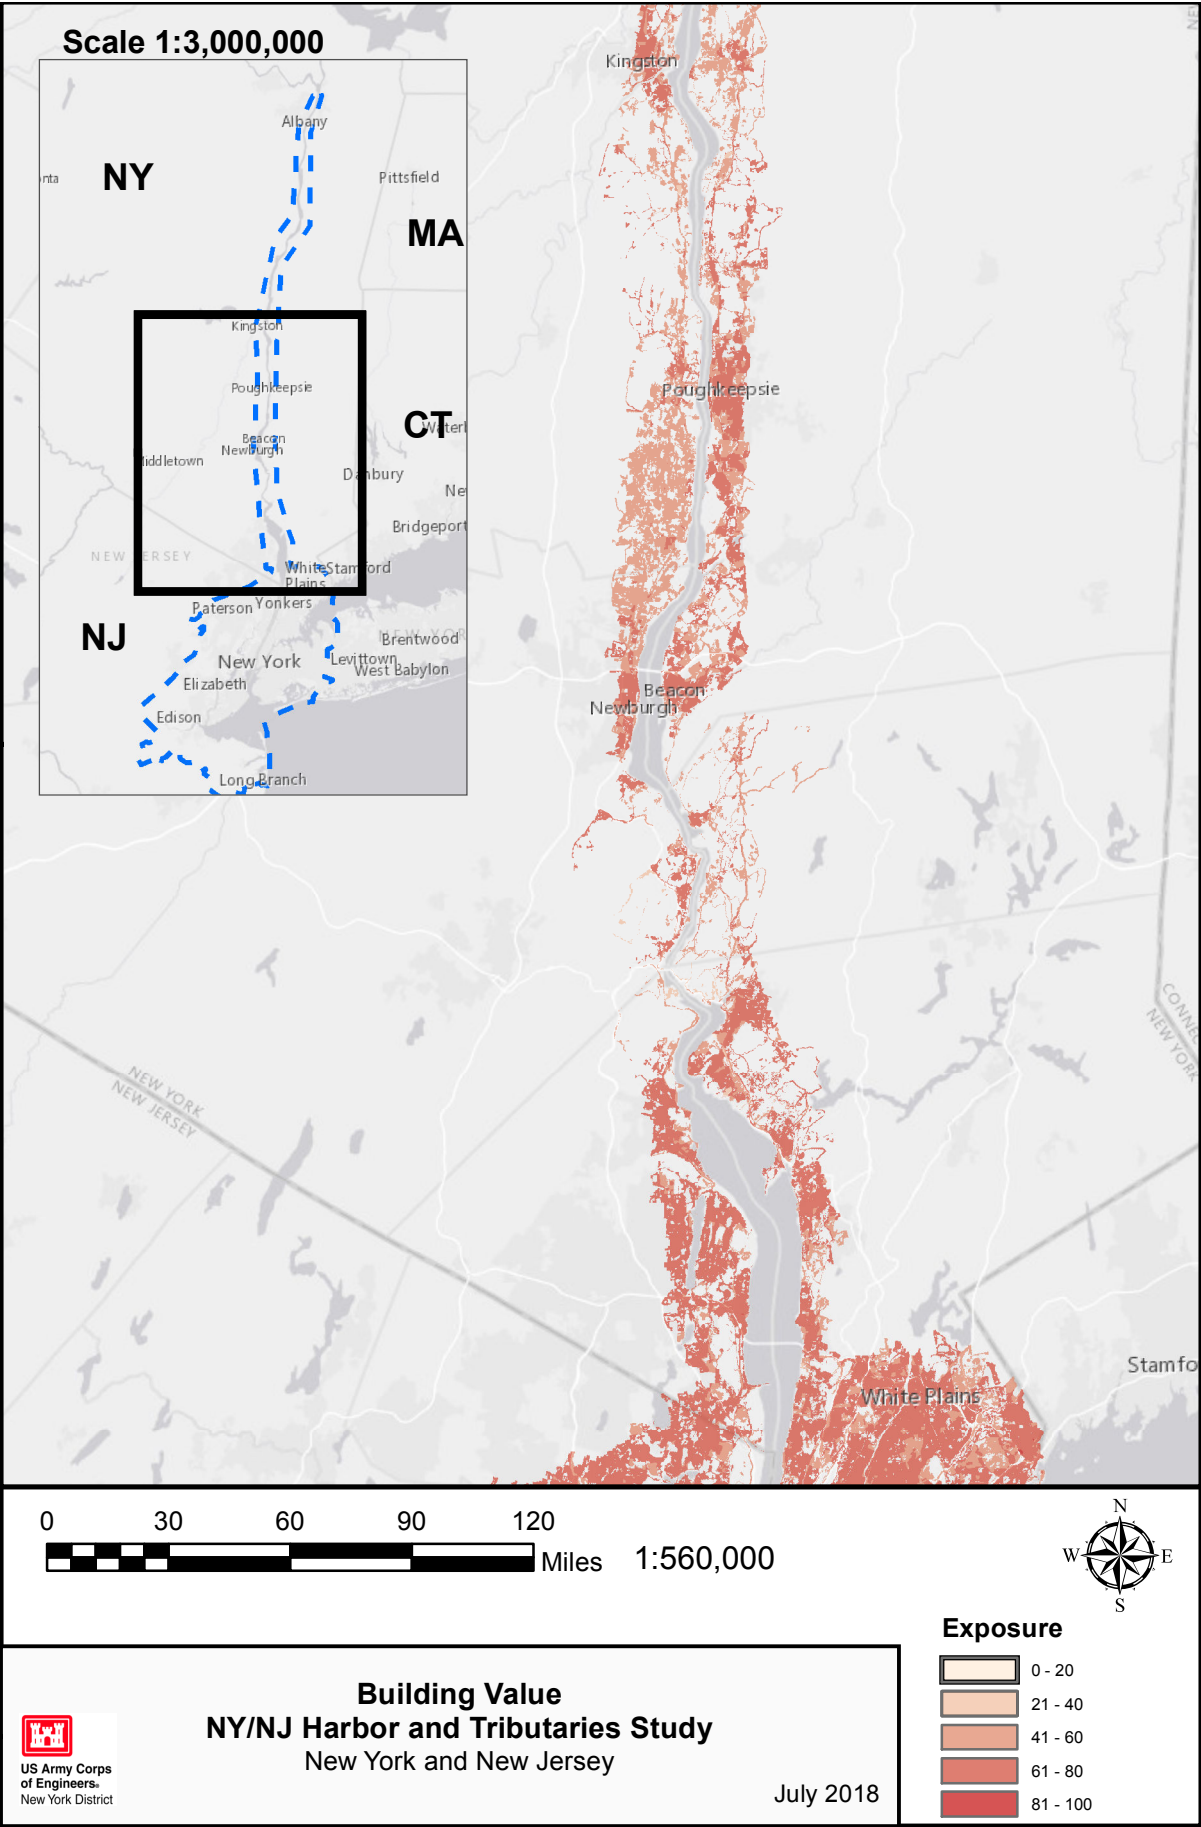 Scale 1:3,000,000
Albany
NY
Pittsfield
MA
Kingston
Poughkeepsie
CT
Beacon
Newburgh
Danbury
Bridgeport
NEW JERSEY
White Plains
Stamford
Paterson
Yonkers
NJ
Brentwood
New York
Levittown
West Babylon
Elizabeth
Edison
Long Branch
Kingston
Poughkeepsie
Beacon
Newburgh
NEW YORK
NEW JERSEY
NEW YORK
Stamfo
White Plains
0 30 60 90 120
Miles 1:560,000
N
W E
S
Exposure
0 - 20
21 - 40
41 - 60
61 - 80
81 - 100
Building Value
NY/NJ Harbor and Tributaries Study
New York and New Jersey
July 2018
US Army Corps
of Engineers®
New York District